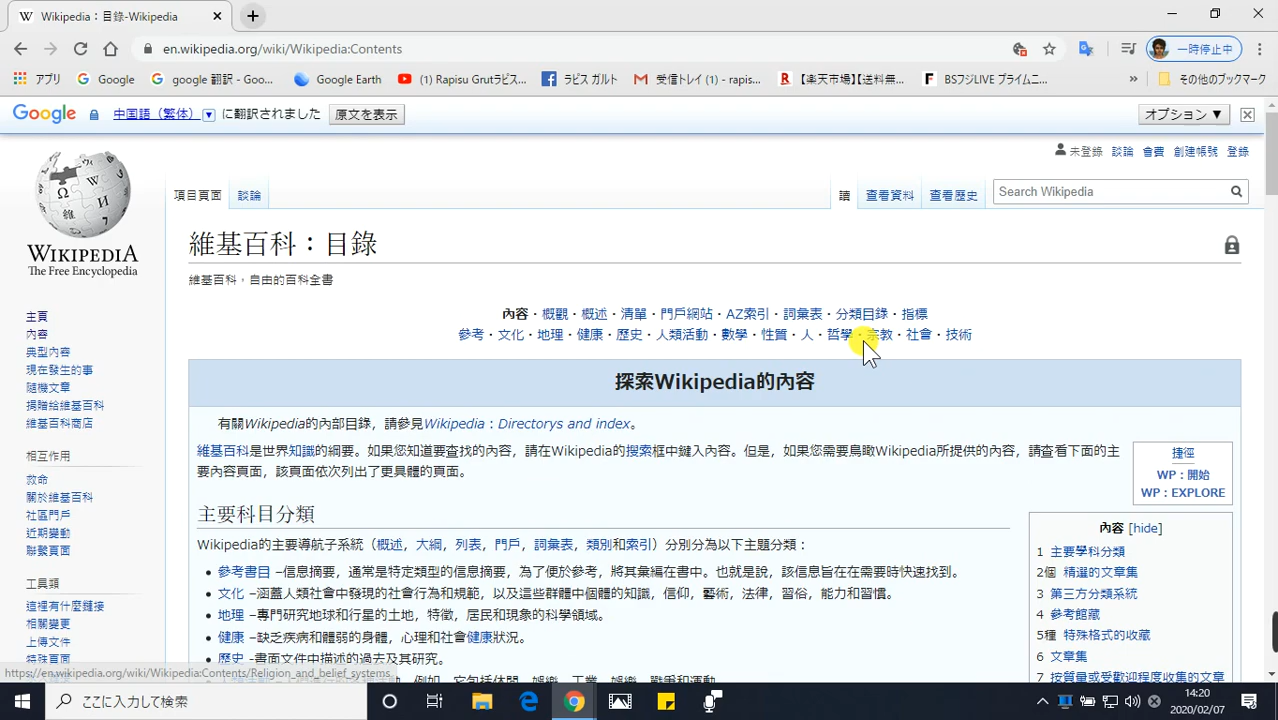 Wikipedia：目錄-Wikipedia
en.wikipedia.org/wiki/Wikipedia:Contents
一時停止中
アプリ
Google
google 翻訳 - Goo...
Google Earth
(1) Rapisu Grutラピス...
ラピス ガルト
受信トレイ (1) - rapis...
【楽天市場】【送料無...
BSフジLIVE プライムニ...
»
その他のブックマーク
Google 中国語（繁体） に翻訳されました 原文を表示
オプション ▼
未登錄 談論 會費 創建帳號 登錄
項目頁面 談論
讀 查看資料 查看歷史
Search Wikipedia
WIKIPEDIA
The Free Encyclopedia
維基百科：目錄
維基百科，自由的百科全書
內容・概觀・概述・清單・門戶網站・AZ索引・詞彙表・分類目錄・指標
參考・文化・地理・健康・歷史・人類活動・數學・性質・人・哲學・宗教・社會・技術
主頁
內容
典型內容
現在發生的事
隨機文章
捐贈給維基百科
維基百科商店
相互作用
救命
關於維基百科
社區門戶
近期變動
聯繫頁面
工具類
這裡有什麼鏈接
相關變更
上傳文件
特殊頁面
探索Wikipedia的內容
有關Wikipedia的內部目錄，請參見Wikipedia：Directorys and index。
維基百科是世界知識的綱要。如果您知道要查找的內容，請在Wikipedia的搜索框中鍵入內容。但是，如果您需要鳥瞰Wikipedia所提供的內容，請查看下面的主
要內容頁面，該頁面依次列出了更具體的頁面。
捷徑
WP：開始
WP：EXPLORE
主要科目分類
Wikipedia的主要導航子系統（概述，大綱，列表，門戶，詞彙表，類別和索引）分別分為以下主題分類：
• 參考書目 –信息摘要，通常是特定類型的信息摘要，為了便於參考，將其彙編在書中。也就是說，該信息旨在在需要時快速找到。
• 文化 –涵蓋人類社會中發現的社會行為和規範，以及這些群體中個體的知識，信仰，藝術，法律，習俗，能力和習慣。
• 地理 –專門研究地球和行星的土地，特徵，居民和現象的科學領域。
• 健康 –缺乏疾病和體弱的身體，心理和社會健康狀況。
• 歷史 –書面文件中描述的過去及其研究。
內容 [hide]
1 主要學科分類
2個 精選的文章集
3 第三方分類系統
4 參考館藏
5種 特殊格式的收藏
6 文章集
7 按質量或受歡迎程度收集的文章
https://en.wikipedia.org/wiki/Wikipedia:Contents/Religion_and_belief_systems
ここに入力して検索
14:20
2020/02/07